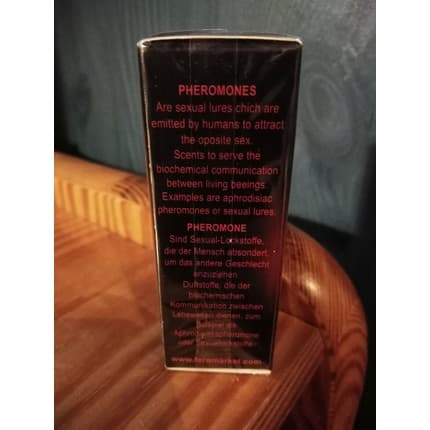 PHEROMONES
Are sexual lures chich are
emitted by humans to attract
the opposite sex.
Scents to serve the
biochemical communication
between living beeings.
Examples are aphrodisiac
pheromones or sexual lures.
PHEROMONE
Sind Sexual-Lockstoffe,
die der Mensch absondert,
um das andere Geschlecht
anzuziehen
Duftstoffe, die der
biochemischen
Kommunikation zwischen
Lebewesen dienen, zum
Beispiel als
oder Sexuallockstoffe